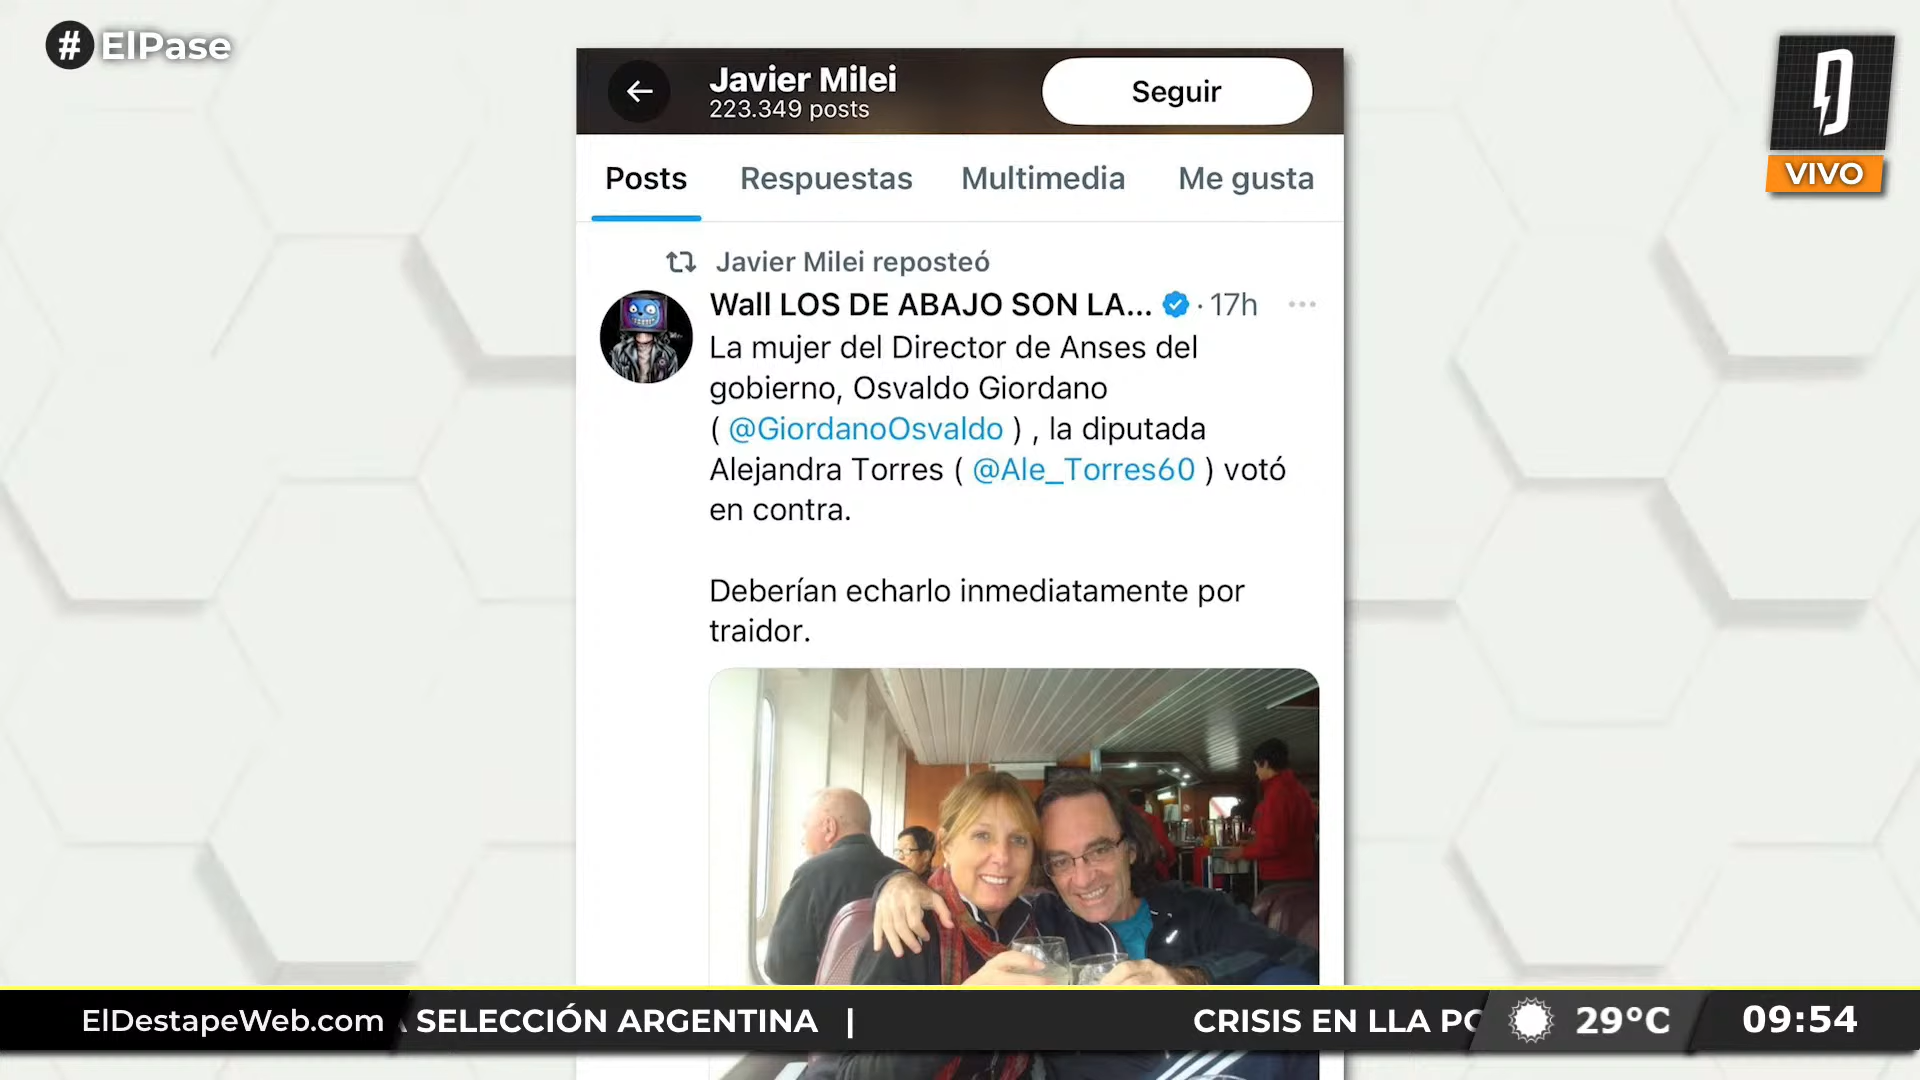 # ElPase
Javier Milei
223.349 posts
Seguir
VIVO
Posts Respuestas Multimedia Me gusta
Javier Milei reposteó
Wall LOS DE ABAJO SON LA... · 17h
La mujer del Director de Anses del
gobierno, Osvaldo Giordano
( @GiordanoOsvaldo ) , la diputada
Alejandra Torres ( @Ale_Torres60 ) votó
en contra.
Deberían echarlo inmediatamente por
traidor.
ElDestapeWeb.com A SELECCIÓN ARGENTINA | CRISIS EN LLA 29°C 09:54